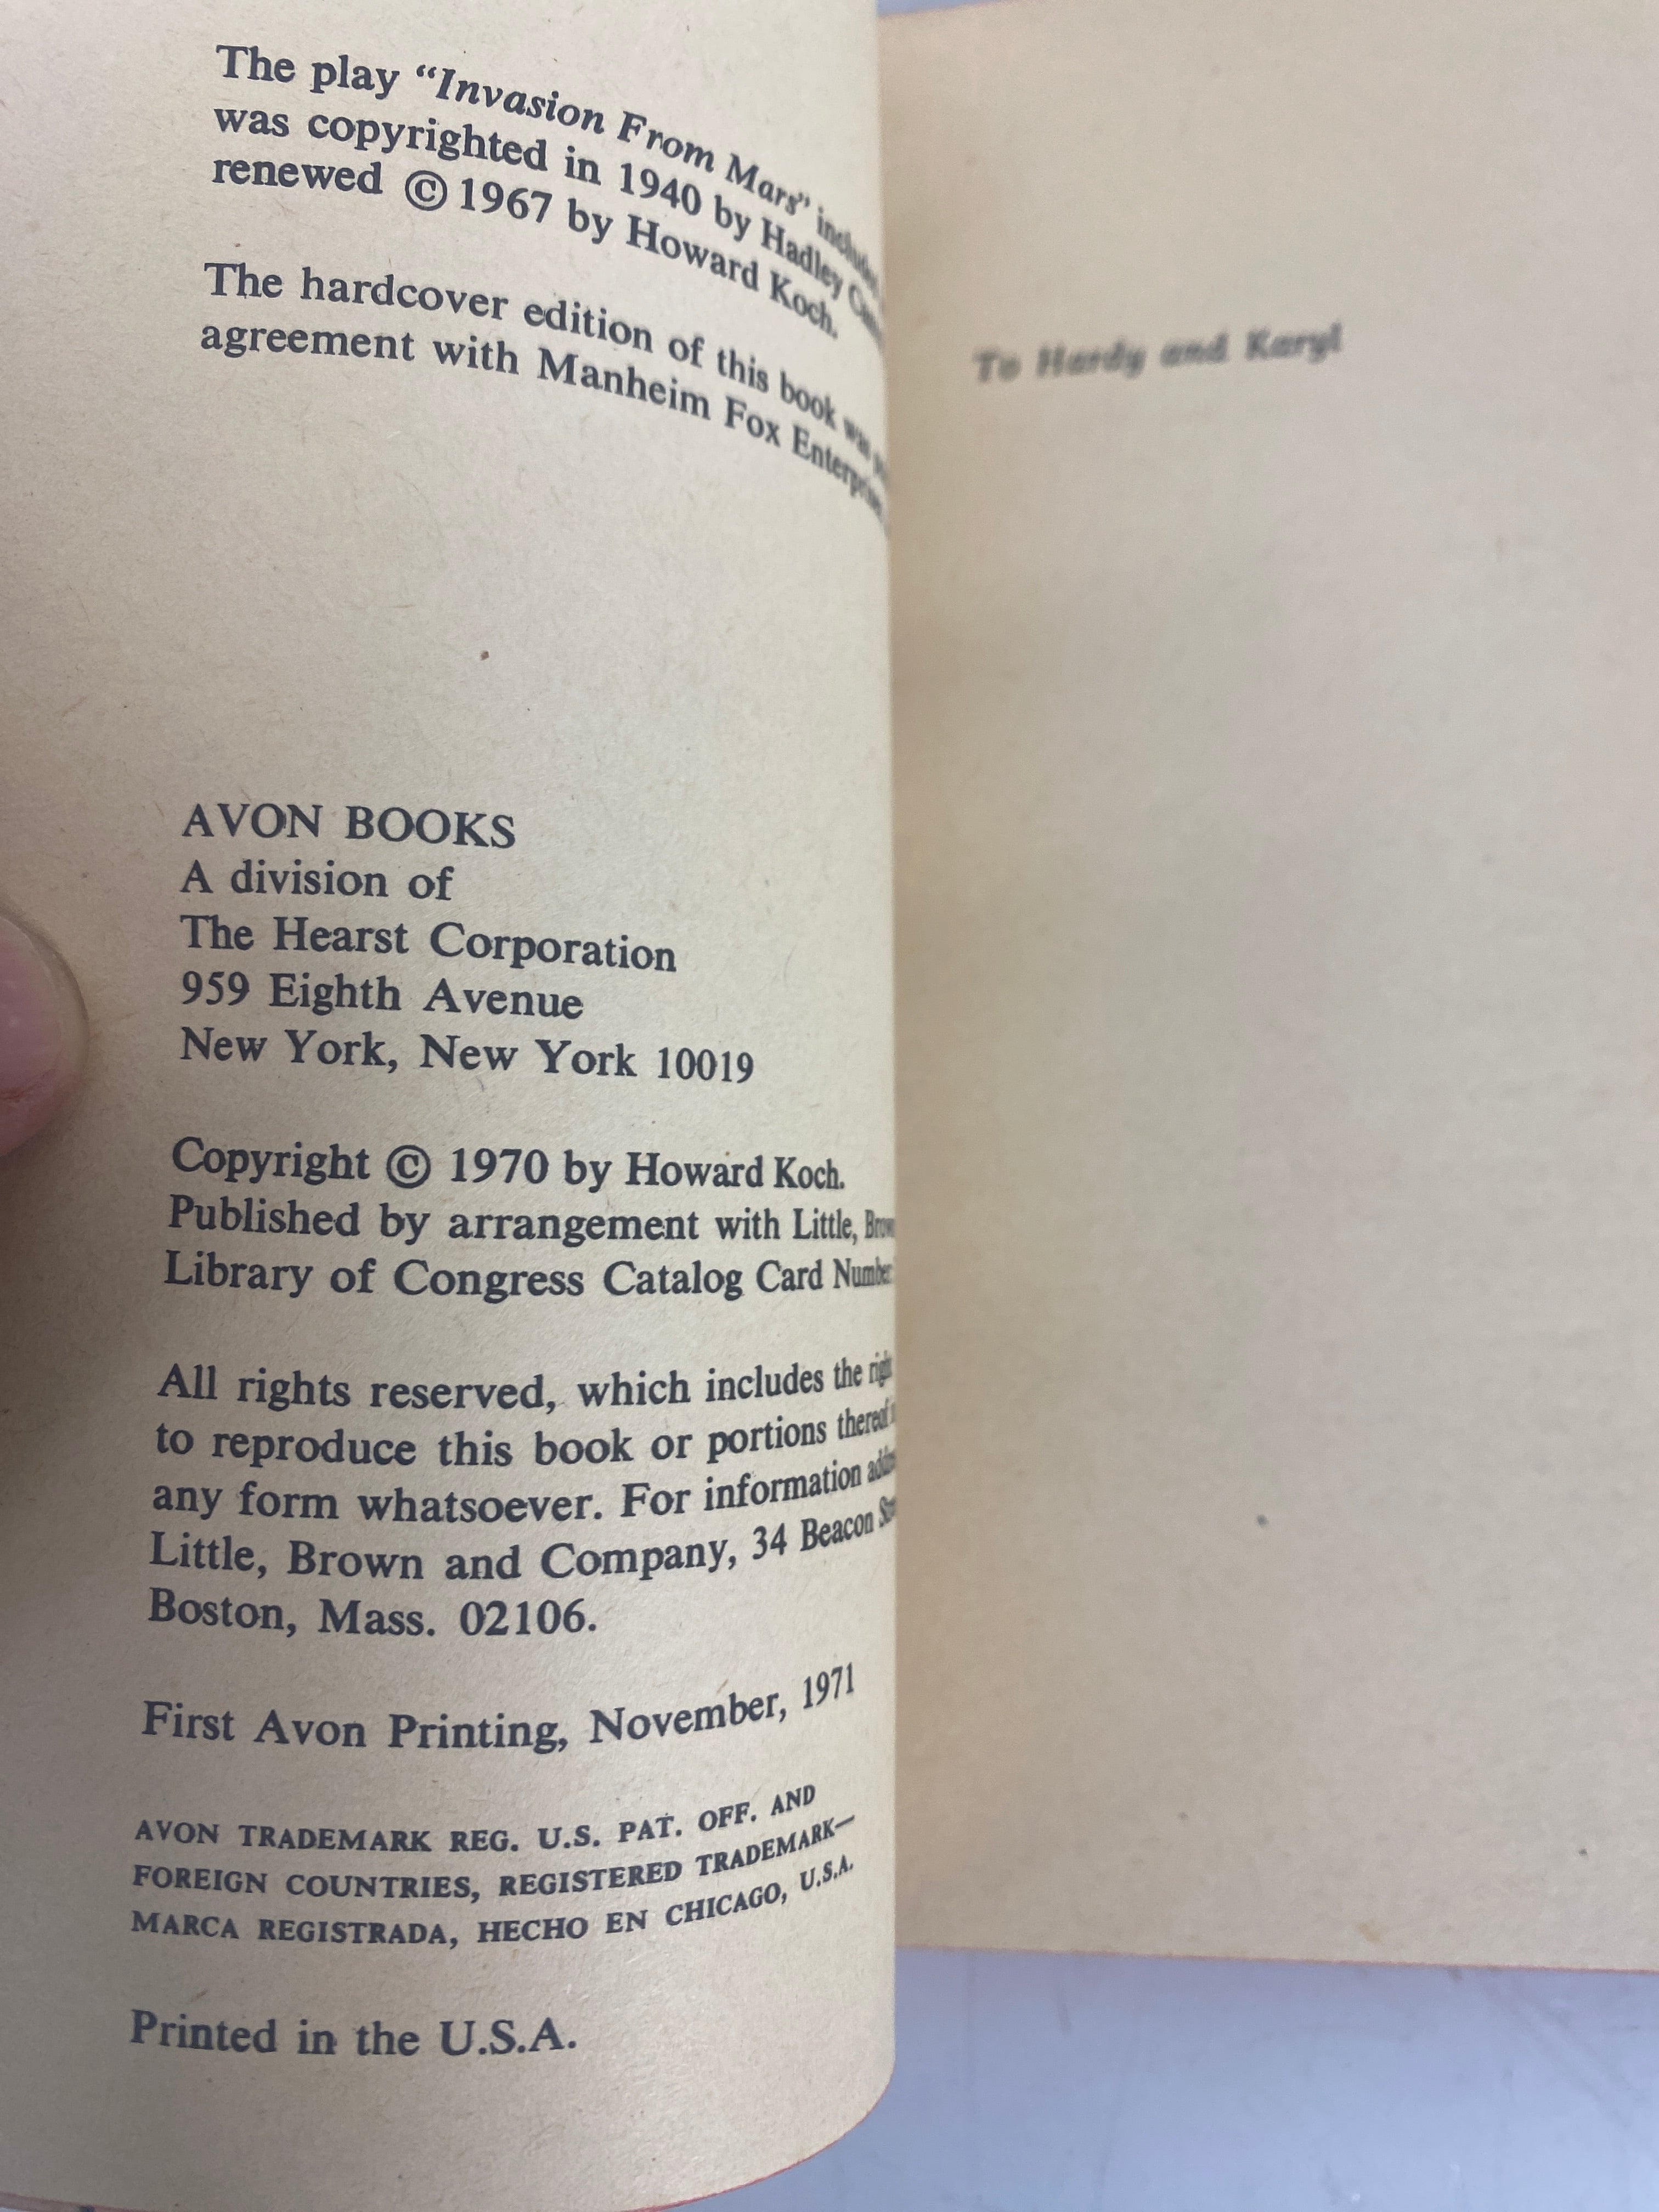 The play "Invasion From Mars"
was copyrighted in 1940 by Hadley
renewed © 1967 by Howard Koch.
The hardcover edition of this book was
agreement with Manheim Fox
AVON BOOKS
A division of
The Hearst Corporation
959 Eighth Avenue
New York, New York 10019
Copyright © 1970 by Howard Koch.
Published by arrangement with Little,
Library of Congress Catalog Card Number
All rights reserved, which includes the
to reproduce this book or portions thereof
any form whatsoever. For information
Little, Brown and Company, 34 Beacon
Boston, Mass. 02106.
First Avon Printing, November, 1971
AVON TRADEMARK REG. U.S. PAT. OFF. AND
FOREIGN COUNTRIES, REGISTERED TRADEMARK—
MARCA REGISTRADA, HECHO EN CHICAGO, U.S.A.
Printed in the U.S.A.
To Hardy and Karyl